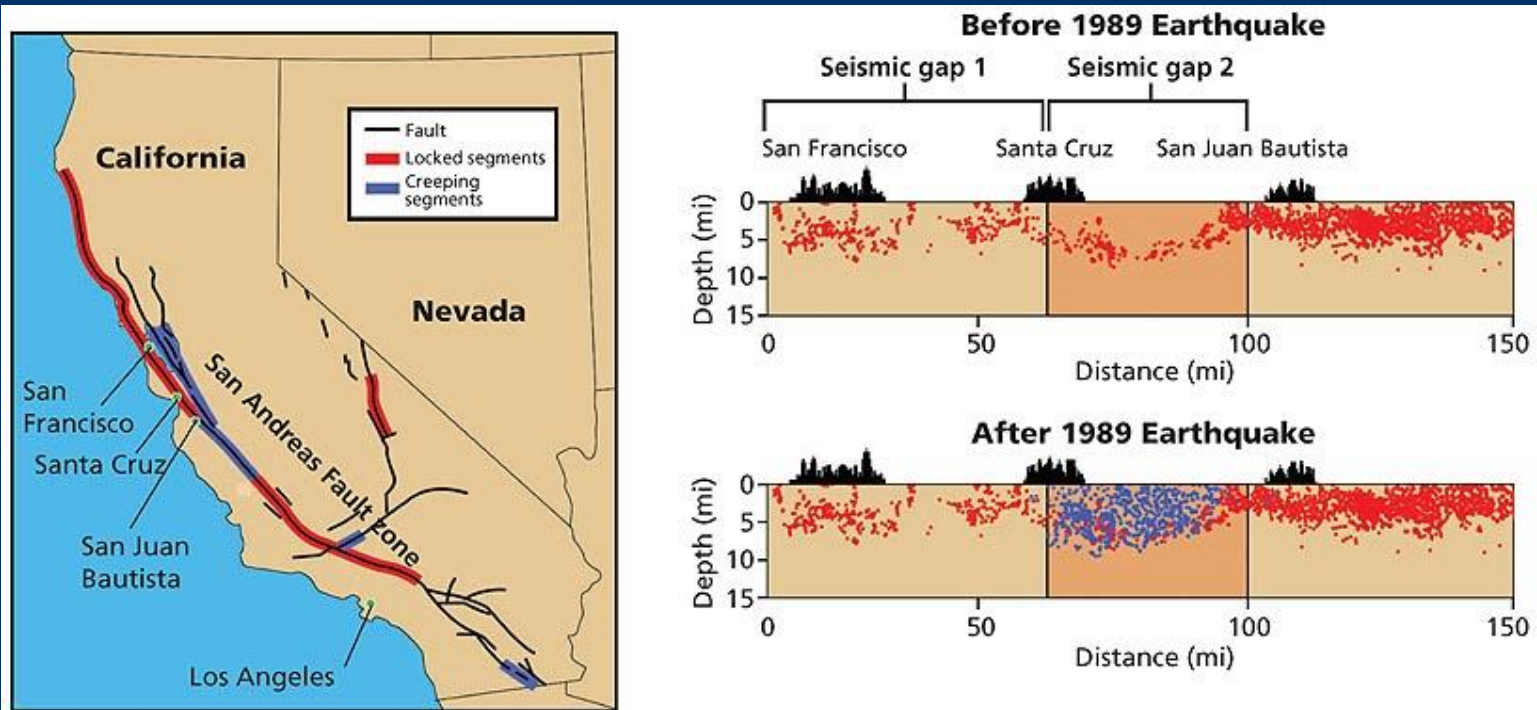 California
Nevada
Fault
Locked segments
Creeping
segments
San Andreas Fault zone
San
Francisco
Santa Cruz
San Juan
Bautista
Los Angeles
Before 1989 Earthquake
Seismic gap 1 Seismic gap 2
San Francisco Santa Cruz San Juan Bautista
Depth (mi)
0
5
10
15
0 50 100 150
Distance (mi)
After 1989 Earthquake
Depth (mi)
0
5
10
15
0 50 100 150
Distance (mi)